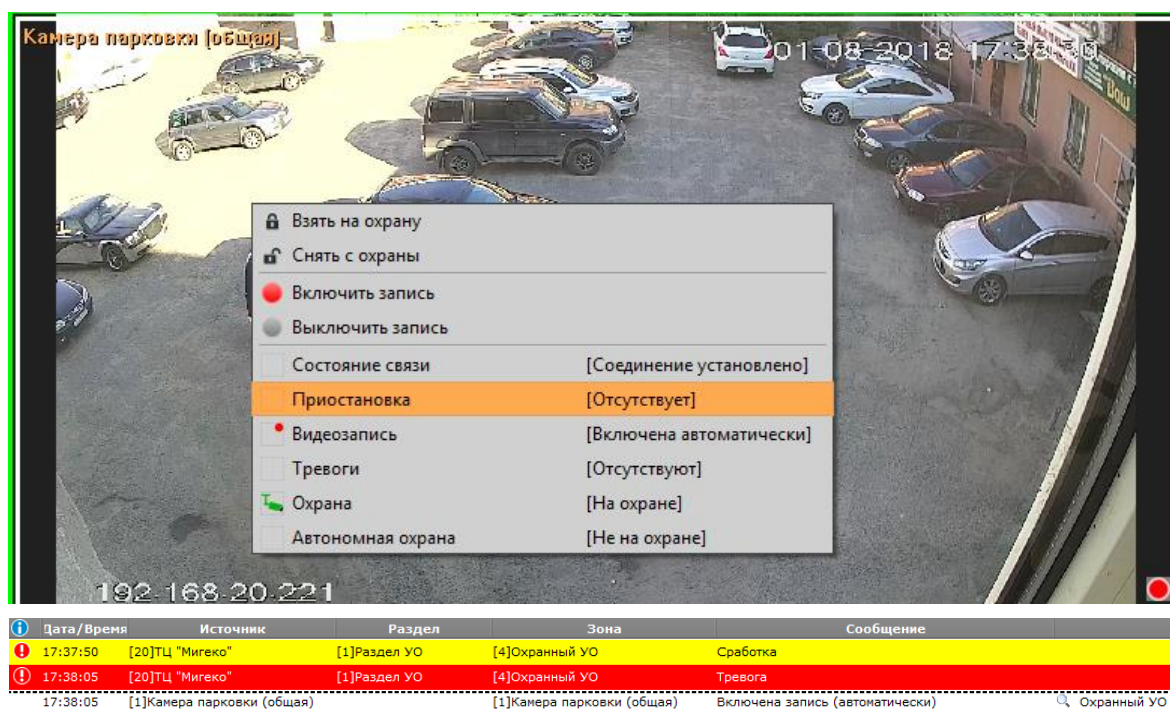 Камера парковки (общая)
01-08-2018 17:38:30
Ваш
Взять на охрану
Снять с охраны
Включить запись
Выключить запись
Состояние связи [Соединение установлено]
Приостановка [Отсутствует]
Видеозапись [Включена автоматически]
Тревоги [Отсутствуют]
Охрана [На охране]
Автономная охрана [Не на охране]
192-168-20-221
Дата/Время Источник Раздел Зона Сообщение
17:37:50 [20]ТЦ "Мигеко" [1]Раздел УО [4]Охранный УО Сработка
17:38:05 [20]ТЦ "Мигеко" [1]Раздел УО [4]Охранный УО Тревога
17:38:05 [1]Камера парковки (общая) [1]Камера парковки (общая) Включена запись (автоматически) Охранный УО